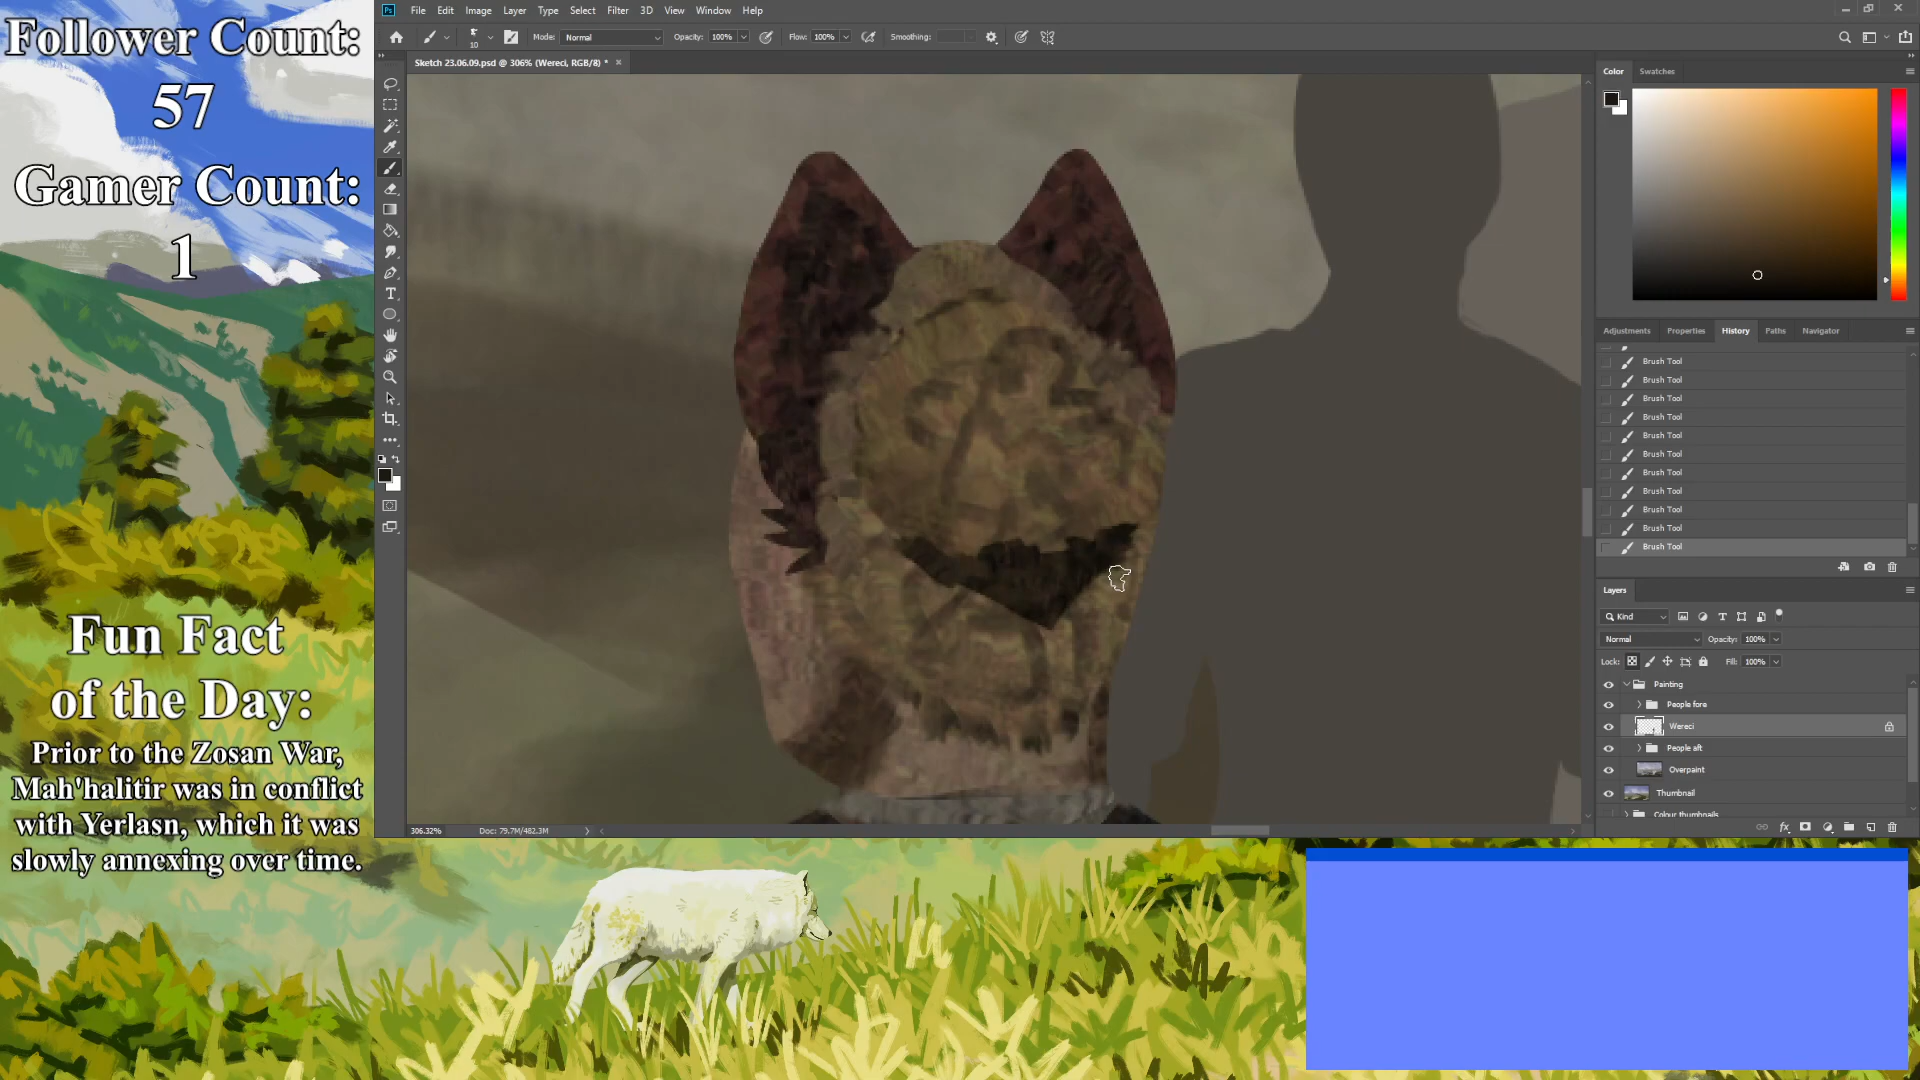 Follower Count:
57
Gamer Count:
1
Fun Fact
of the Day:
Prior to the Zosan War,
Mah'halitir was in conflict
with Yerlasn, which it was
slowly annexing over time.
Ps File Edit Image Layer Type Select Filter 3D View Window Help
10 Mode: Normal Opacity: 100% Flow: 100% Smoothing:
Sketch 23.06.09.psd @ 306% (Wereci, RGB/8) *
306.32% Doc: 79.7M/482.3M
Color Swatches
Adjustments Properties History Paths Navigator
Brush Tool
Brush Tool
Brush Tool
Brush Tool
Brush Tool
Brush Tool
Brush Tool
Brush Tool
Brush Tool
Brush Tool
Brush Tool
Layers
Kind
Normal Opacity: 100%
Lock: Fill: 100%
Painting
People fore
Wereci
People aft
Overpaint
Thumbnail
Colour thumbnails